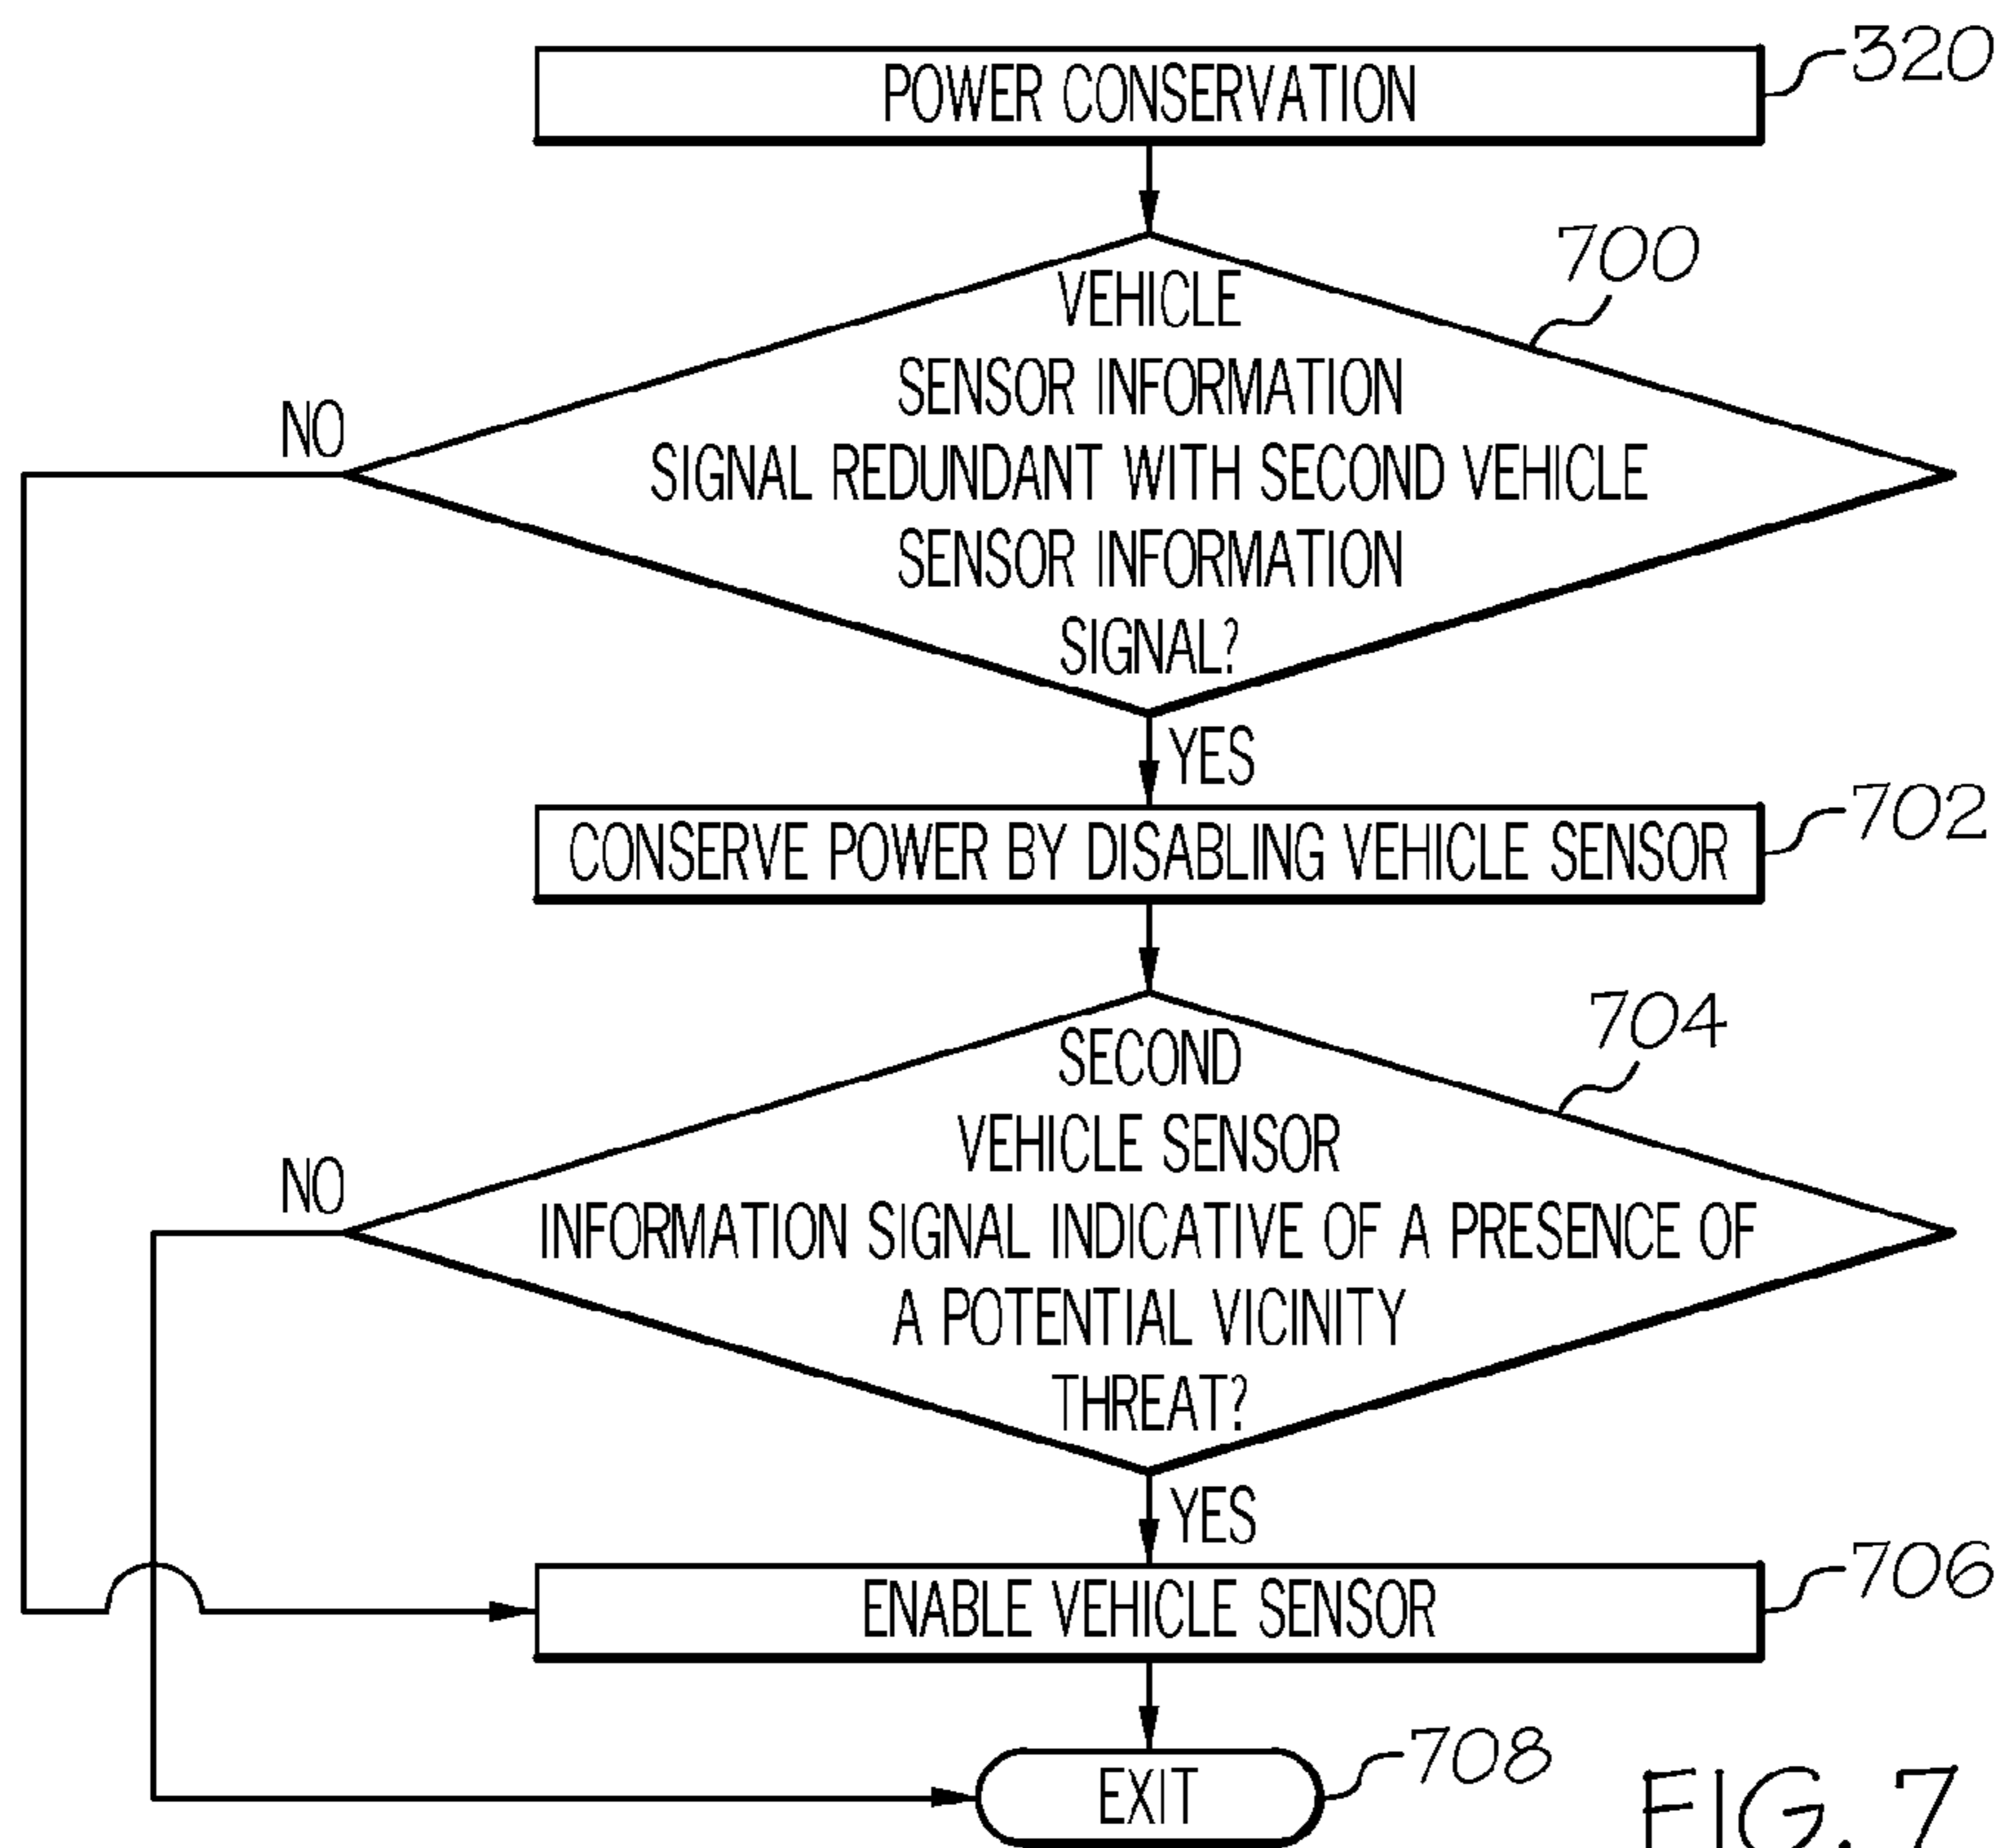 POWER CONSERVATION
320
700
VEHICLE
SENSOR INFORMATION
NO
SIGNAL REDUNDANT WITH SECOND VEHICLE
SENSOR INFORMATION
SIGNAL?
YES
CONSERVE POWER BY DISABLING VEHICLE SENSOR
702
704
SECOND
VEHICLE SENSOR
NO
INFORMATION SIGNAL INDICATIVE OF A PRESENCE OF
A POTENTIAL VICINITY
THREAT?
YES
ENABLE VEHICLE SENSOR
706
EXIT
708
FIG. 7